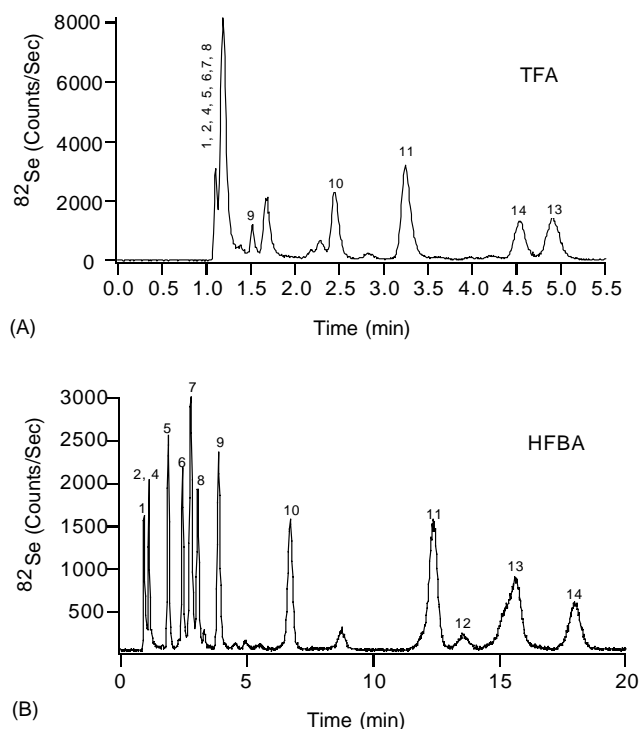 8000
6000
4000
2000
0
⁸²Se (Counts/Sec)
1, 2, 4, 5, 6,7, 8
9
10
11
14
13
TFA
0.0 0.5 1.0 1.5 2.0 2.5 3.0 3.5 4.0 4.5 5.0 5.5
(A)
Time (min)
3000
2500
2000
1500
1000
500
⁸²Se (Counts/Sec)
1
2, 4
5
6
7
8
9
10
11
12
13
14
HFBA
0 5 10 15 20
(B)
Time (min)